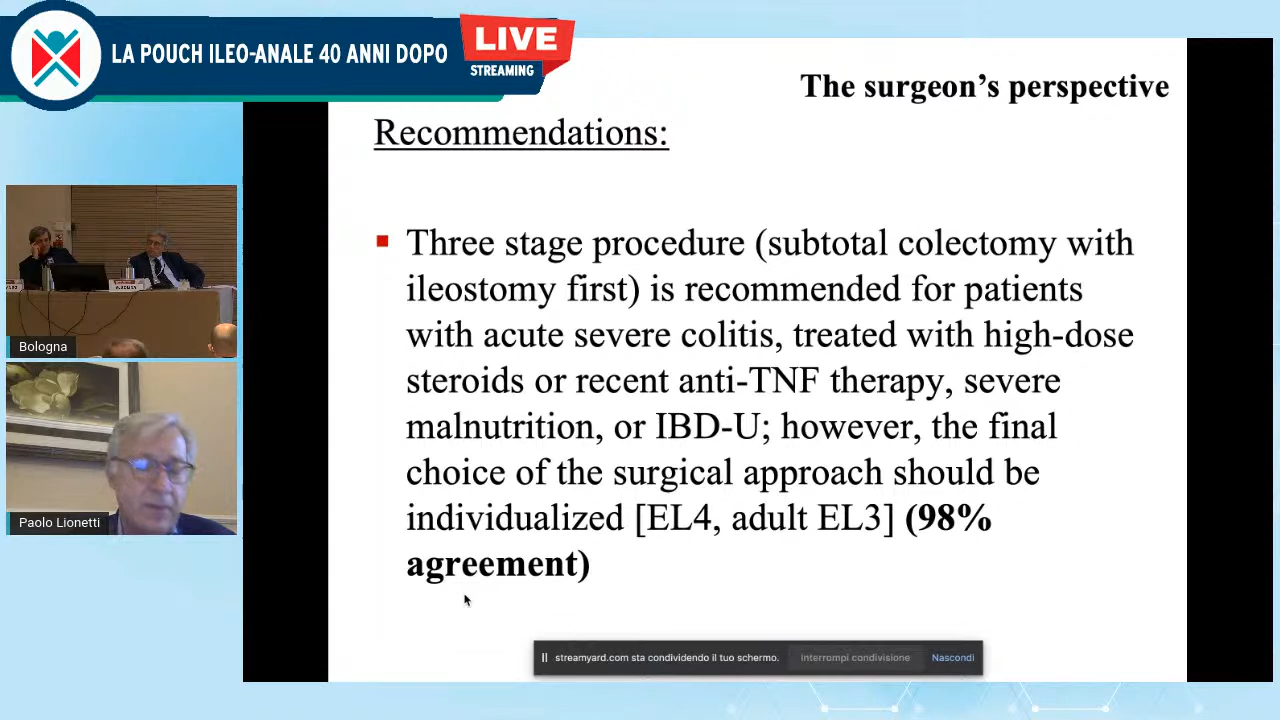 LA POUCH ILEO-ANALE 40 ANNI DOPO
LIVE
STREAMING
The surgeon’s perspective
Recommendations:
Three stage procedure (subtotal colectomy with
ileostomy first) is recommended for patients
with acute severe colitis, treated with high-dose
steroids or recent anti-TNF therapy, severe
malnutrition, or IBD-U; however, the final
choice of the surgical approach should be
individualized [EL4, adult EL3] (98%
agreement)
Bologna
Paolo Lionetti
streamyard.com sta condividendo il tuo schermo.
Interrompi condivisione
Nascondi